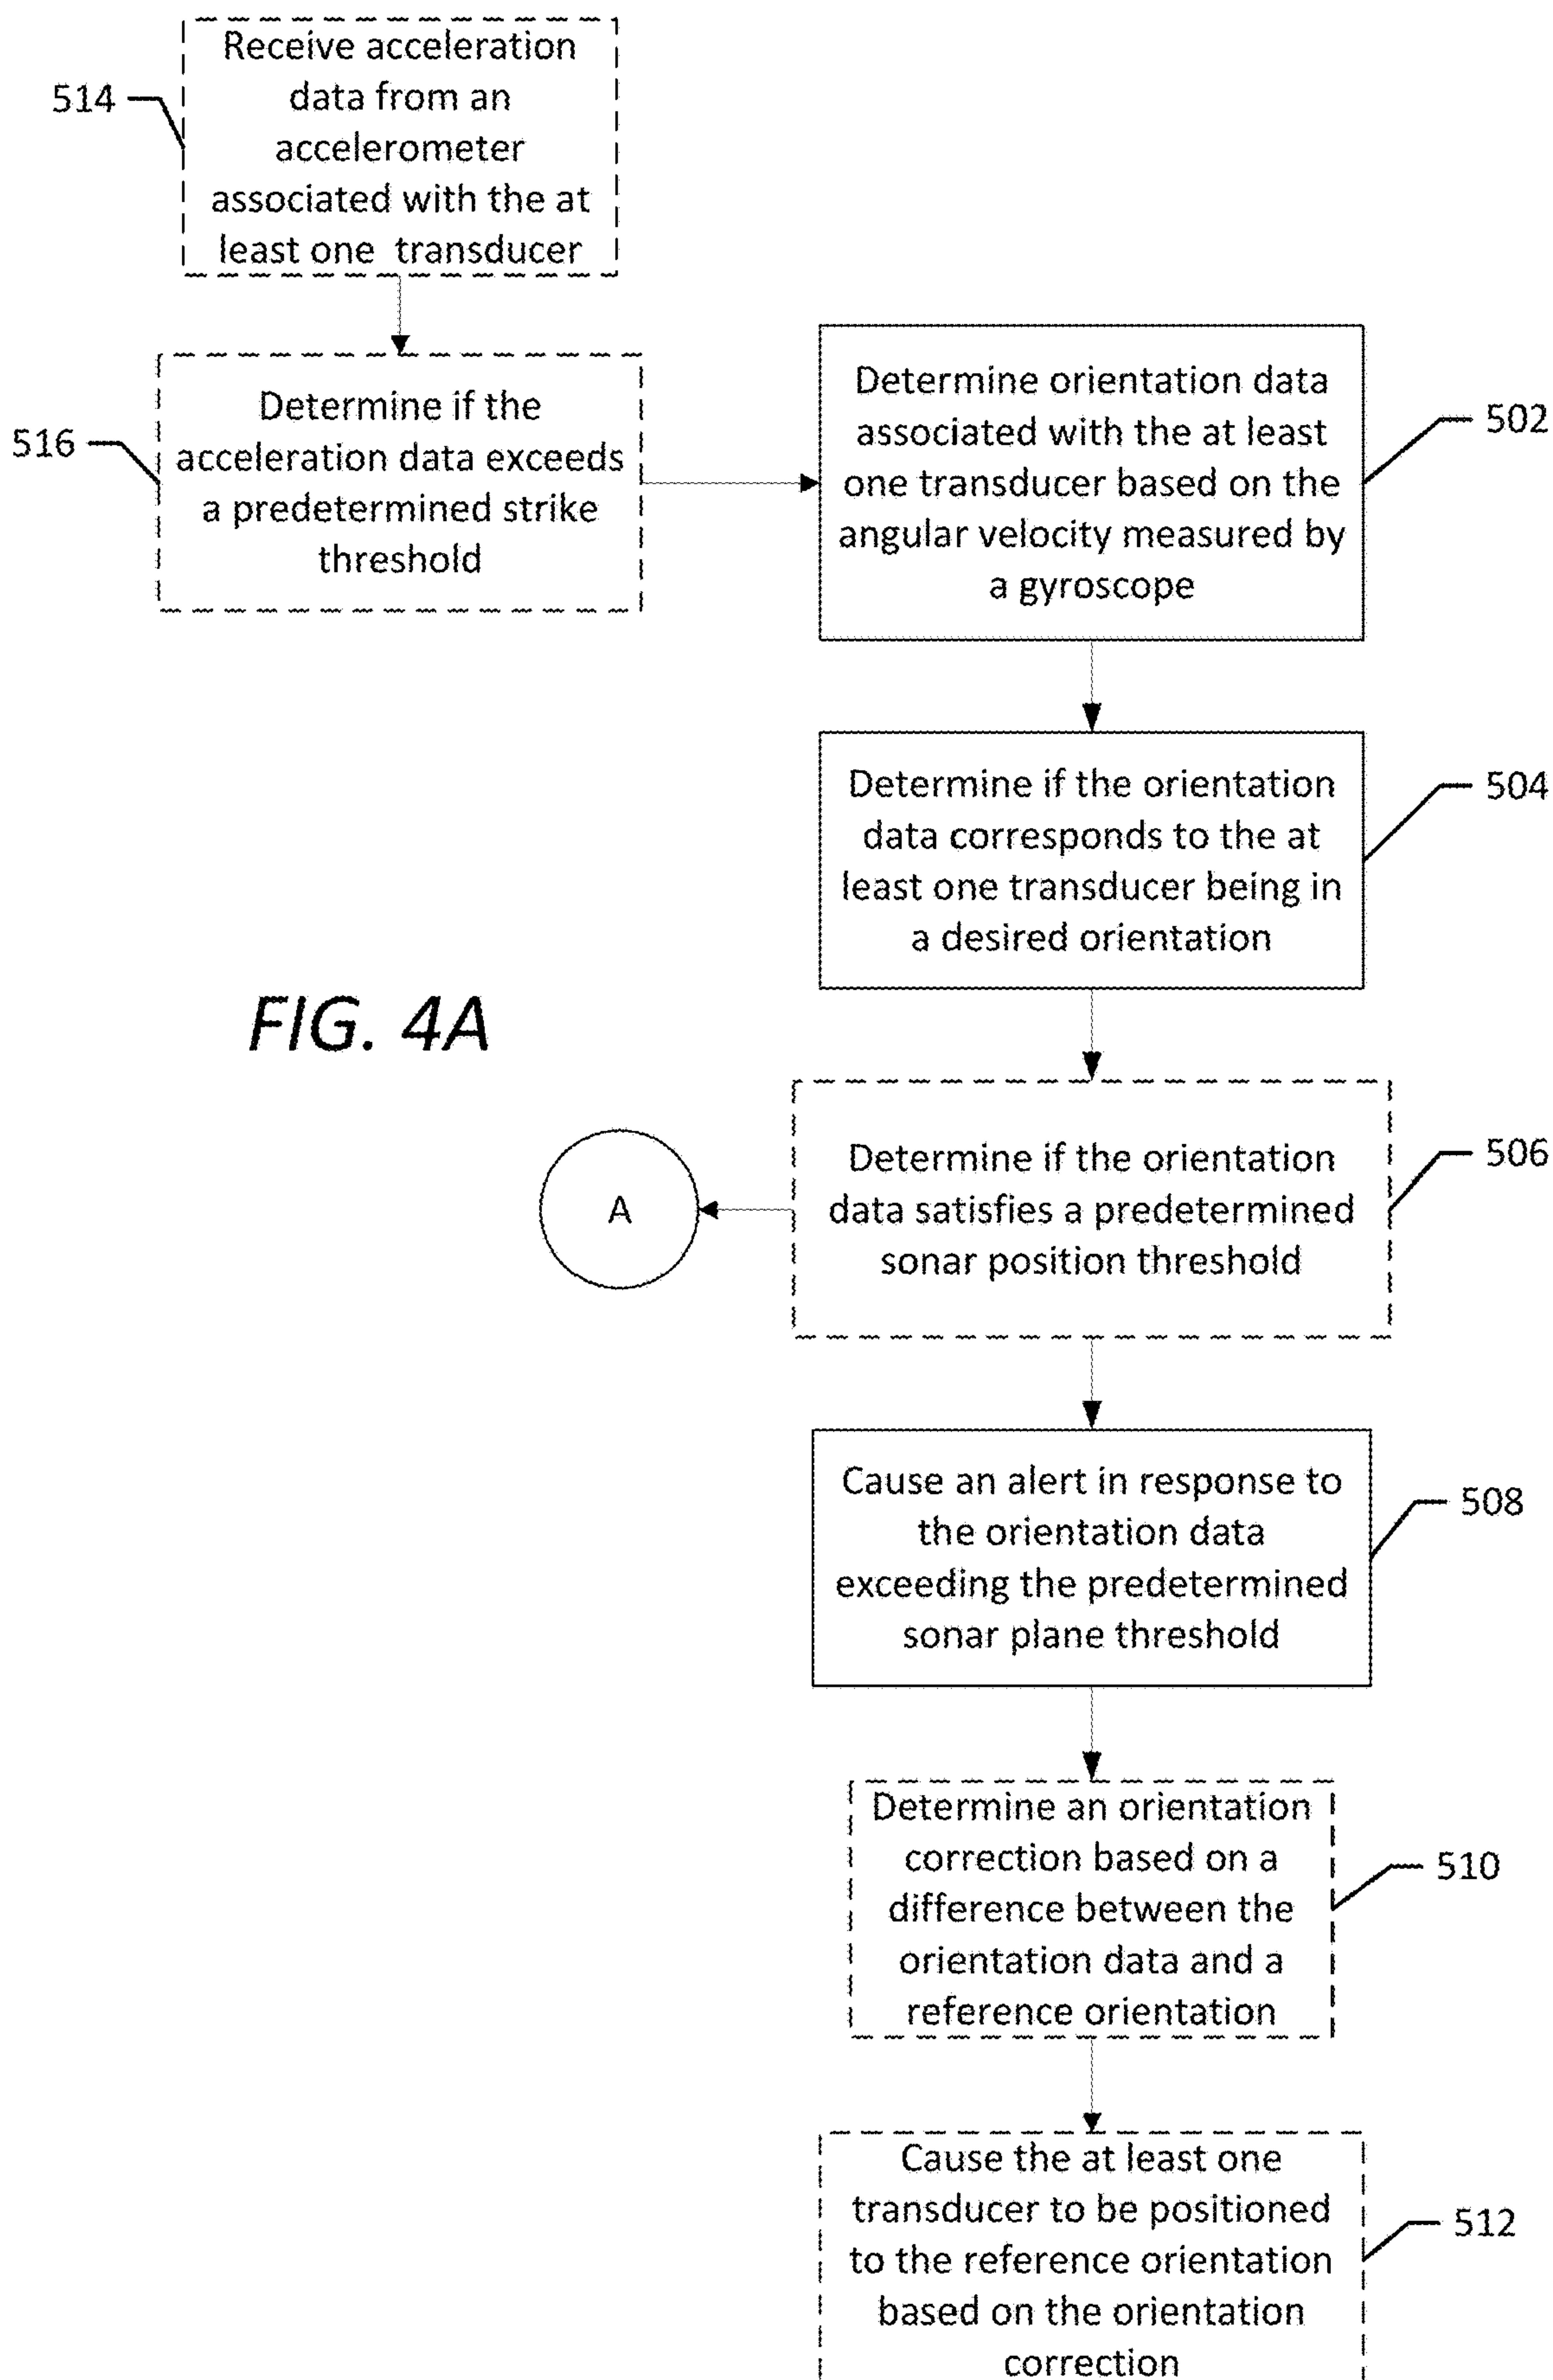 Receive acceleration
data from an
accelerometer
associated with the at
least one transducer
514
Determine if the
acceleration data exceeds
a predetermined strike
threshold
516
Determine orientation data
associated with the at least
one transducer based on the
angular velocity measured by
a gyroscope
502
Determine if the orientation
data corresponds to the at
least one transducer being in
a desired orientation
504
FIG. 4A
Determine if the orientation
data satisfies a predetermined
sonar position threshold
506
A
Cause an alert in response to
the orientation data
exceeding the predetermined
sonar plane threshold
508
Determine an orientation
correction based on a
difference between the
orientation data and a
reference orientation
510
Cause the at least one
transducer to be positioned
to the reference orientation
based on the orientation
correction
512